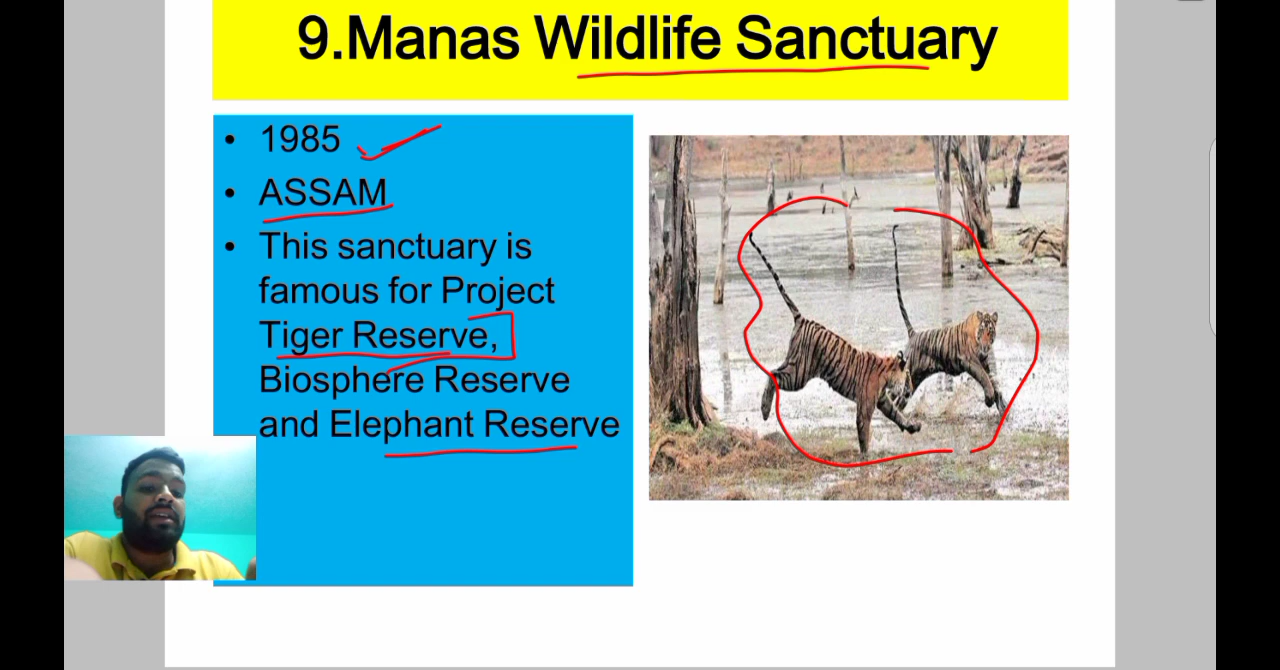 9.Manas Wildlife Sanctuary
• 1985
• ASSAM
• This sanctuary is
famous for Project
Tiger Reserve,
Biosphere Reserve
and Elephant Reserve